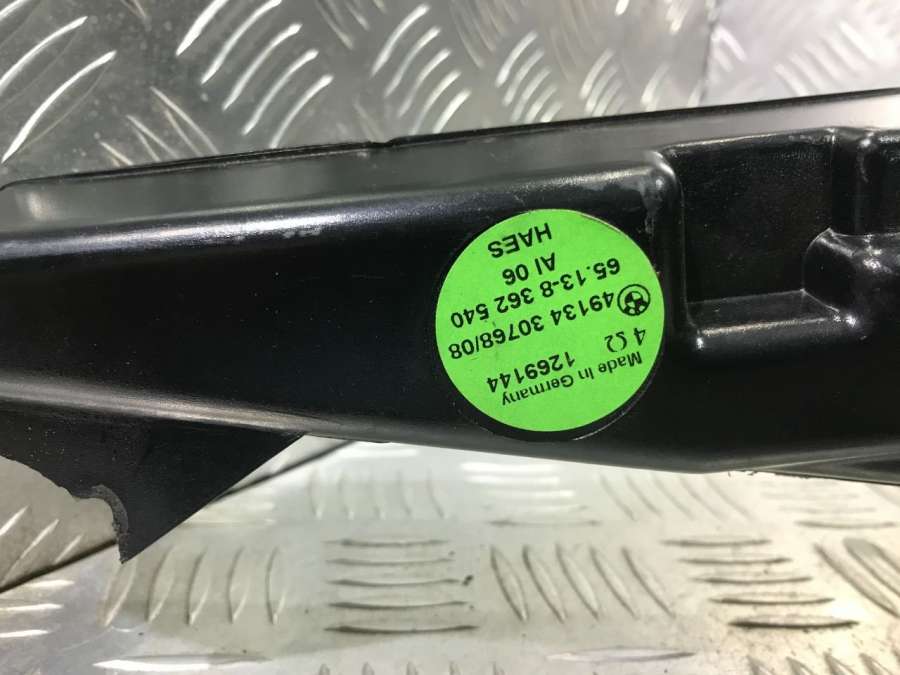 Made In Germany
4 Ω 1269144
49134 30768/08
65.13-8 362 540
AI 06
HAES